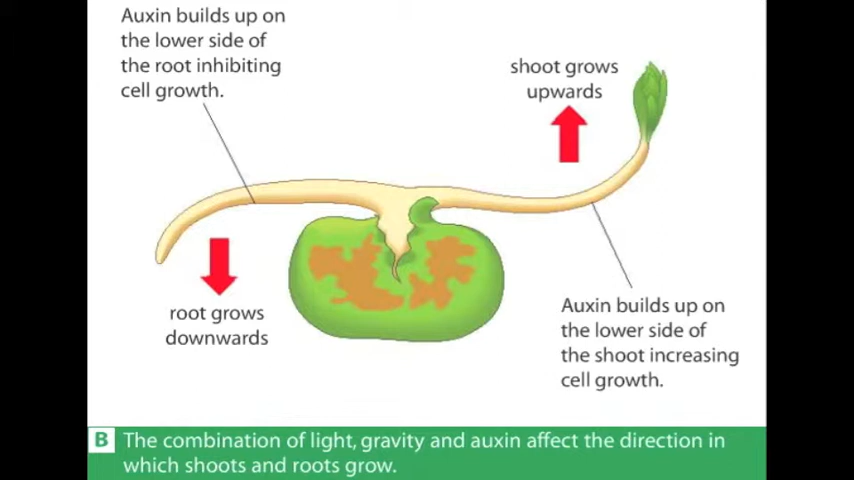 Auxin builds up on
the lower side of
the root inhibiting
cell growth.
shoot grows
upwards
root grows
downwards
Auxin builds up on
the lower side of
the shoot increasing
cell growth.
B The combination of light, gravity and auxin affect the direction in
which shoots and roots grow.